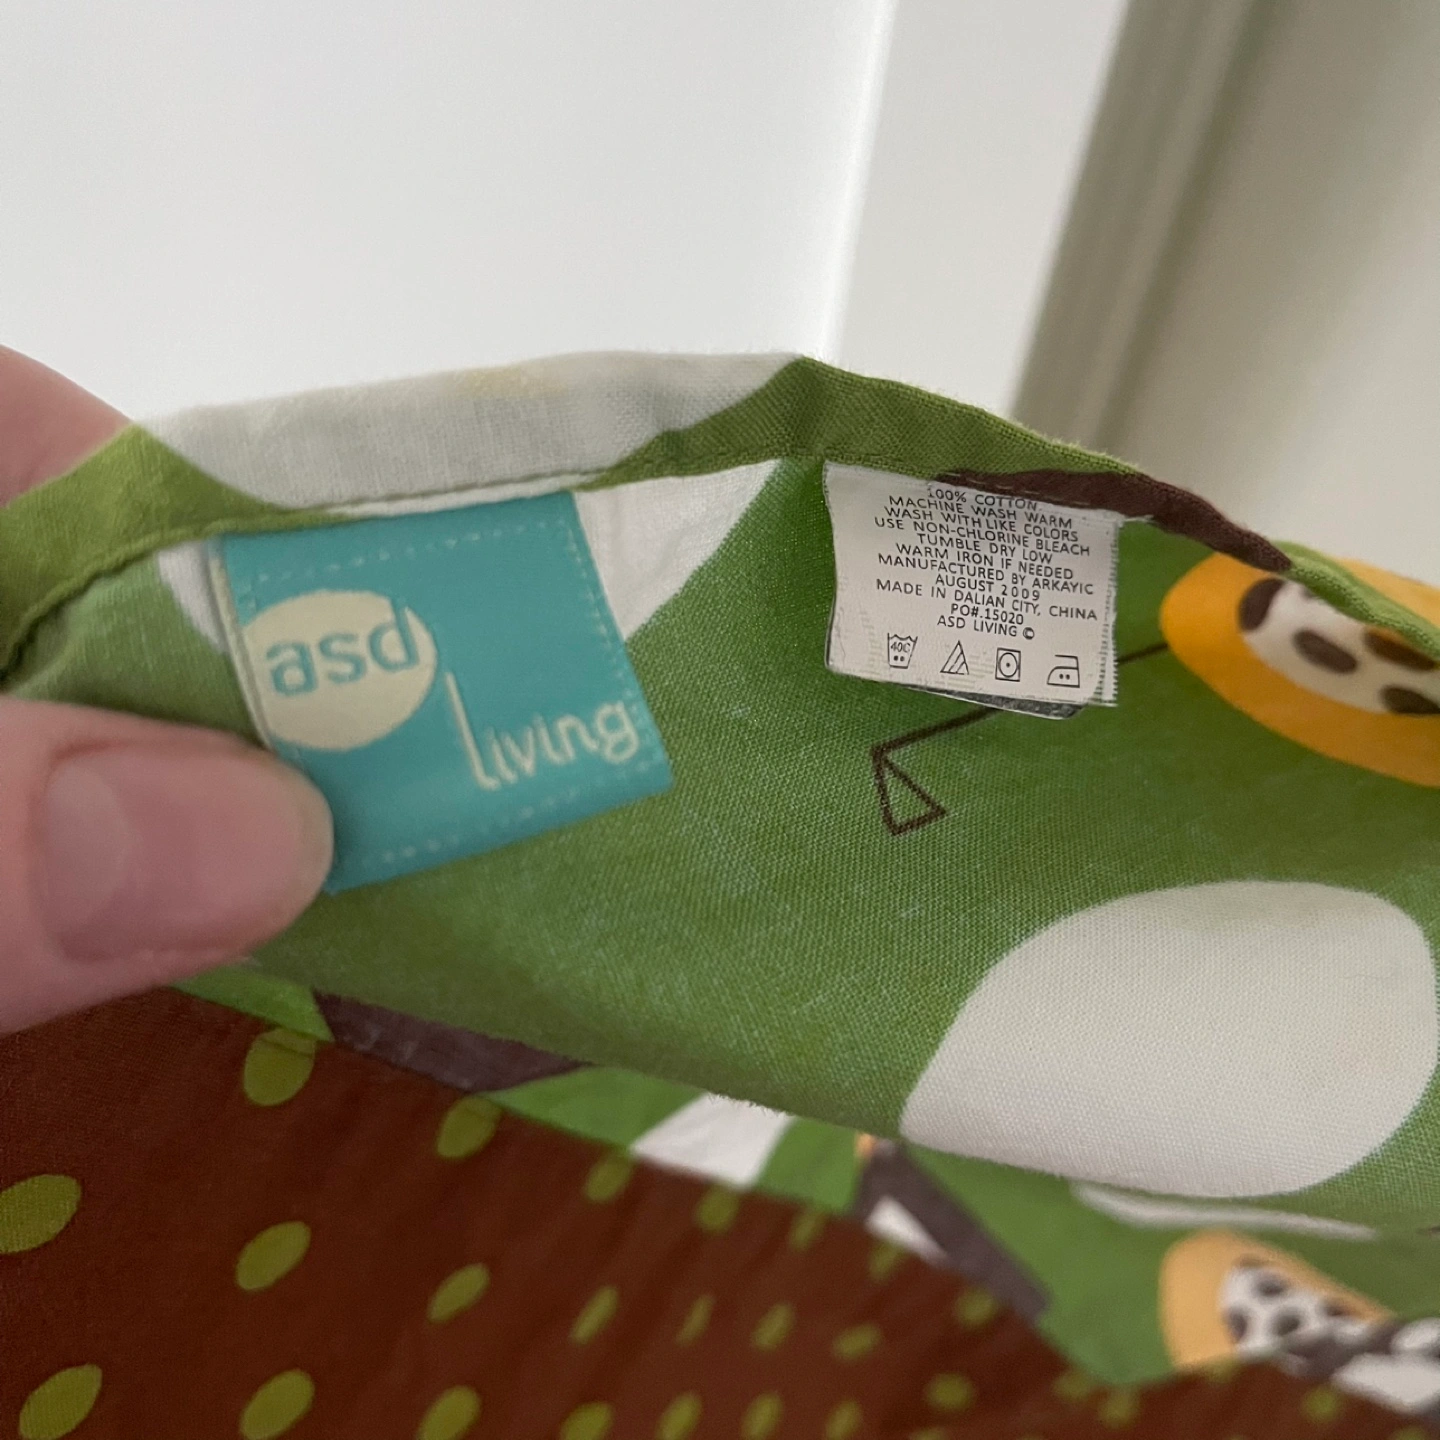 asd
Living
100% COTTON
MACHINE WASH WARM
WASH WITH LIKE COLORS
USE NON-CHLORINE BLEACH
TUMBLE DRY LOW
WARM IRON IF NEEDED
MANUFACTURED BY ARKAYIC
AUGUST 2009
MADE IN DALIAN CITY, CHINA
PO#.15020
ASD LIVING ©
40C